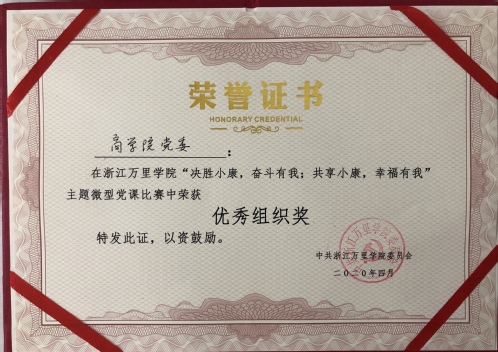 荣誉证书
HONORARY CREDENTIAL
商学院党委：
在浙江万里学院“决胜小康，奋斗有我；共享小康，幸福有我”
主题微型党课比赛中荣获
优秀组织奖
特发此证，以资鼓励。
中共浙江万里学院委员会
二〇二〇年四月